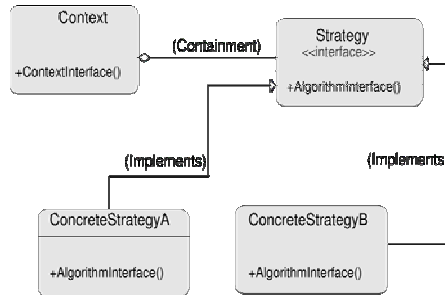 Context
+ContextInterface()
(Containment)
Strategy
<<interface>>
+AlgorithmInterface()
(Implements)
(Implements
ConcreteStrategyA
+AlgorithmInterface()
ConcreteStrategyB
+AlgorithmInterface()